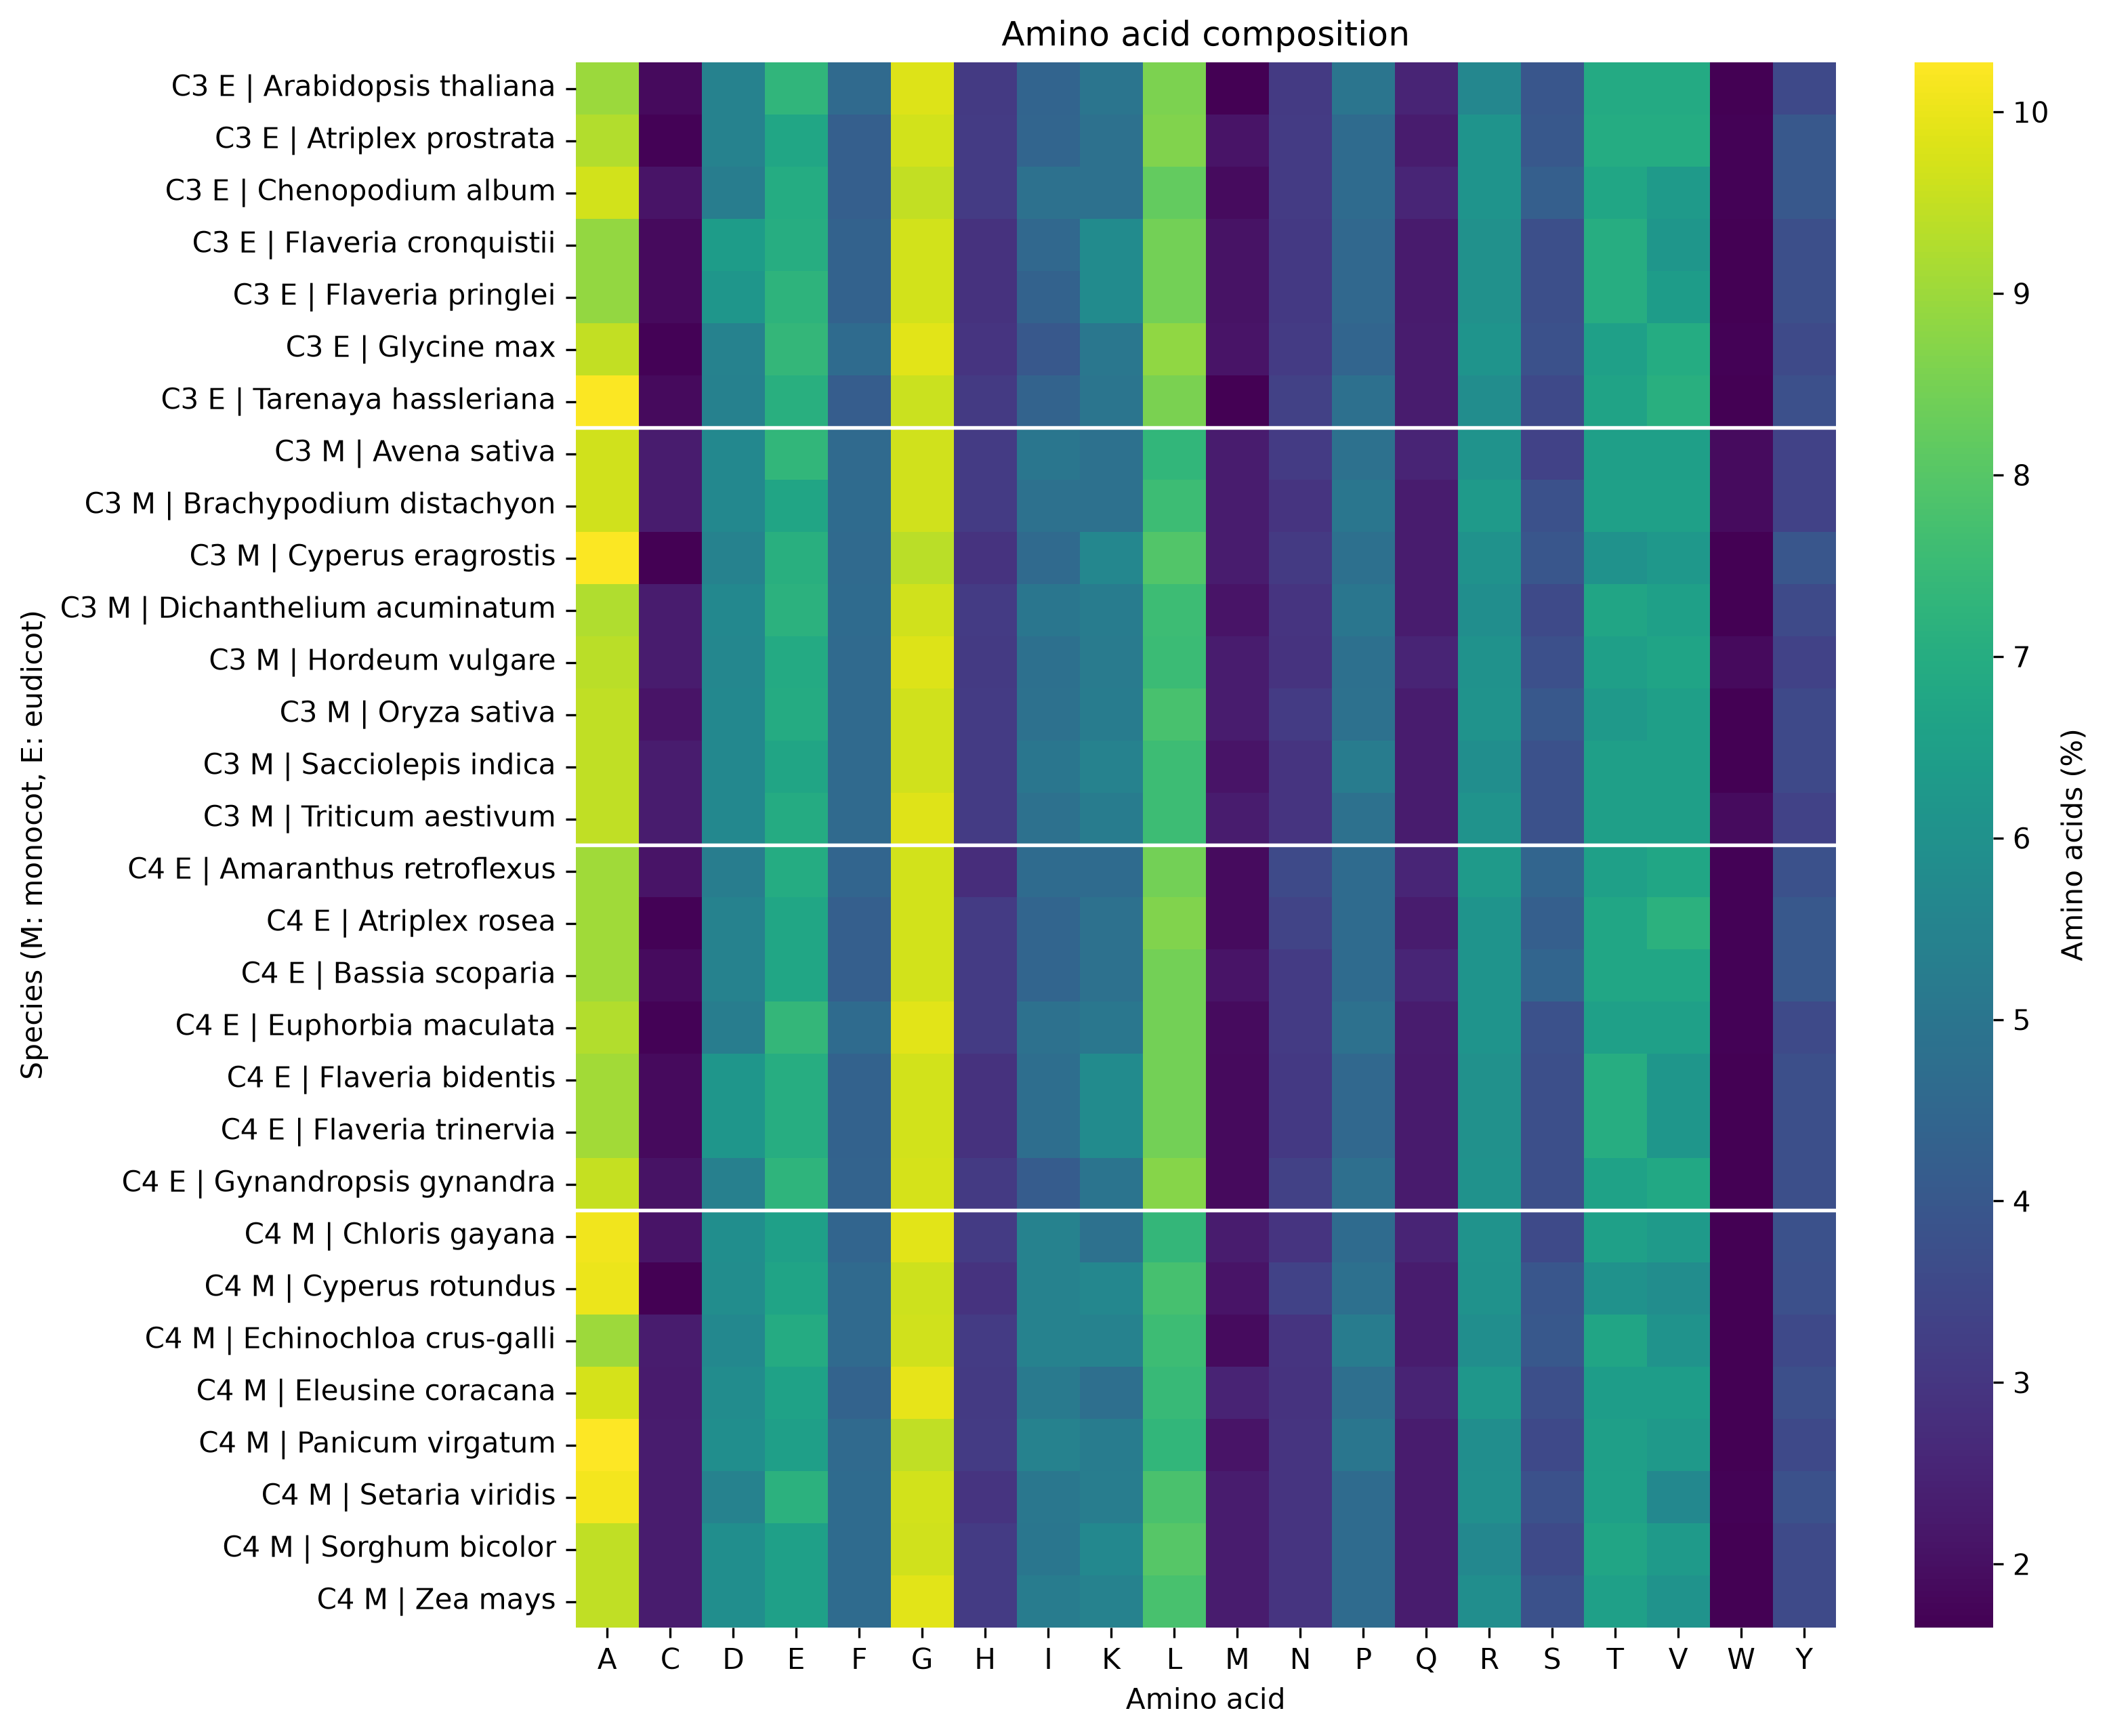 Amino acid composition
Species (M: monocot, E: eudicot)
C3 E | Arabidopsis thaliana
C3 E | Atriplex prostrata
C3 E | Chenopodium album
C3 E | Flaveria cronquistii
C3 E | Flaveria pringlei
C3 E | Glycine max
C3 E | Tarenaya hassleriana
C3 M | Avena sativa
C3 M | Brachypodium distachyon
C3 M | Cyperus eragrostis
C3 M | Dichanthelium acuminatum
C3 M | Hordeum vulgare
C3 M | Oryza sativa
C3 M | Sacciolepis indica
C3 M | Triticum aestivum
C4 E | Amaranthus retroflexus
C4 E | Atriplex rosea
C4 E | Bassia scoparia
C4 E | Euphorbia maculata
C4 E | Flaveria bidentis
C4 E | Flaveria trinervia
C4 E | Gynandropsis gynandra
C4 M | Chloris gayana
C4 M | Cyperus rotundus
C4 M | Echinochloa crus-galli
C4 M | Eleusine coracana
C4 M | Panicum virgatum
C4 M | Setaria viridis
C4 M | Sorghum bicolor
C4 M | Zea mays
A C D E F G H I K L M N P Q R S T V W Y
Amino acid
10
9
8
7
6
5
4
3
2
Amino acids (%)